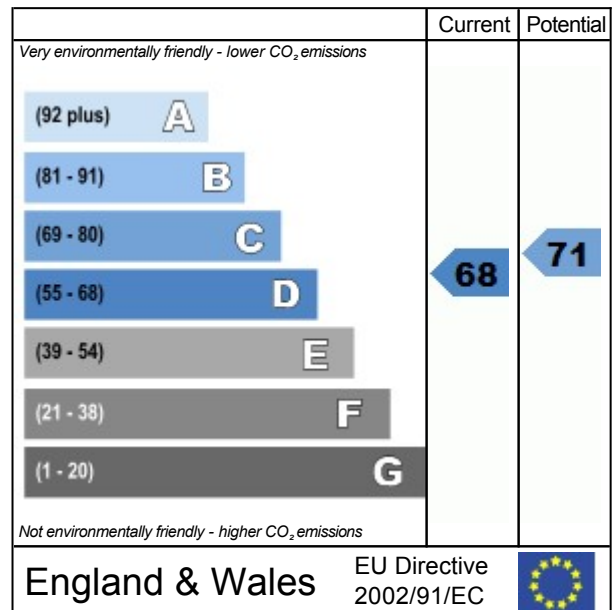 Current Potential
Very environmentally friendly - lower CO₂ emissions
(92 plus) A
(81 - 91) B
(69 - 80) C
(55 - 68) D
(39 - 54) E
(21 - 38) F
(1 - 20) G
68
71
Not environmentally friendly - higher CO₂ emissions
England & Wales
EU Directive
2002/91/EC